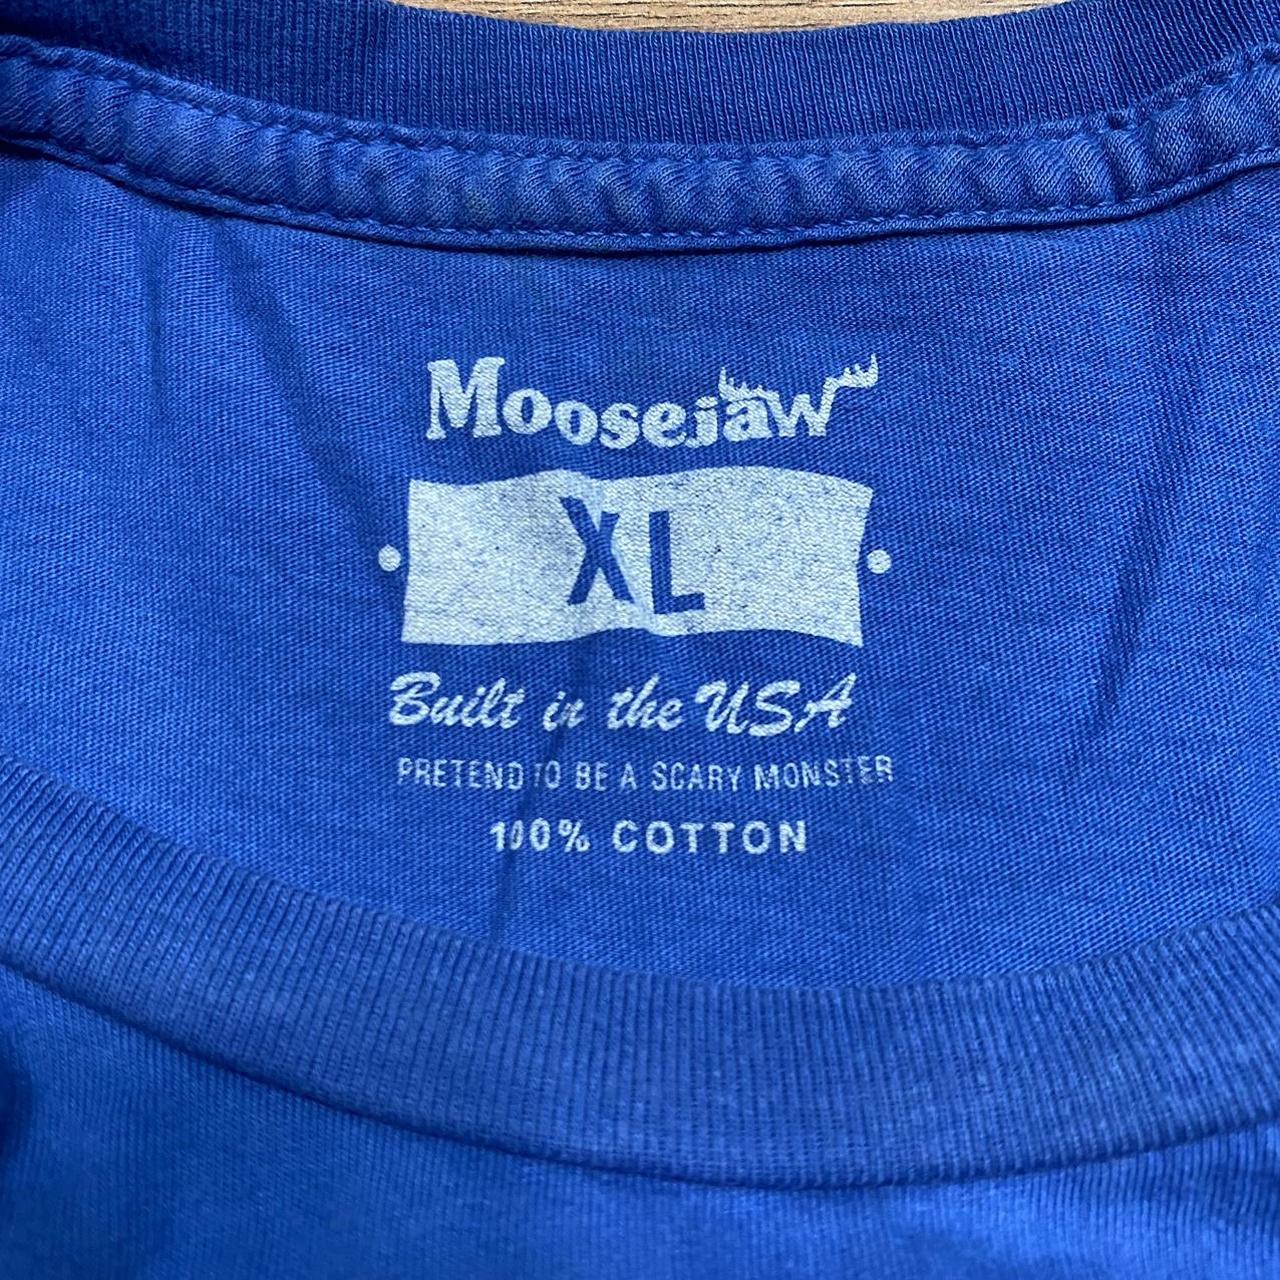 Moosejaw
XL
Built in the USA
PRETEND TO BE A SCARY MONSTER
100% COTTON